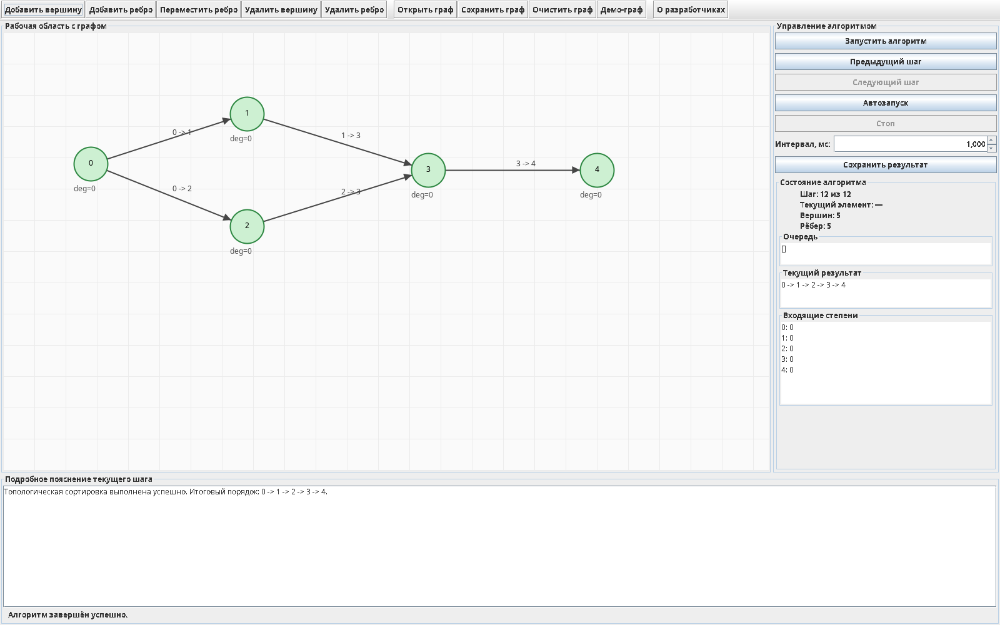 Добавить вершину Добавить ребро Переместить ребро Удалить вершину Удалить ребро Открыть граф Сохранить граф Очистить граф Демо-граф О разработчиках
Рабочая область с графом
0
deg=0
0 -> 1
0 -> 2
1
deg=0
2
deg=0
1 -> 3
2 -> 3
3
deg=0
3 -> 4
4
deg=0
Управление алгоритмом
Запустить алгоритм
Предыдущий шаг
Следующий шаг
Автозапуск
Стоп
Интервал, мс: 1,000
Сохранить результат
Состояние алгоритма
Шаг: 12 из 12
Текущий элемент: —
Вершин: 5
Рёбер: 5
Очередь
[]
Текущий результат
0 -> 1 -> 2 -> 3 -> 4
Входящие степени
0: 0
1: 0
2: 0
3: 0
4: 0
Подробное пояснение текущего шага
Топологическая сортировка выполнена успешно. Итоговый порядок: 0 -> 1 -> 2 -> 3 -> 4.
Алгоритм завершён успешно.